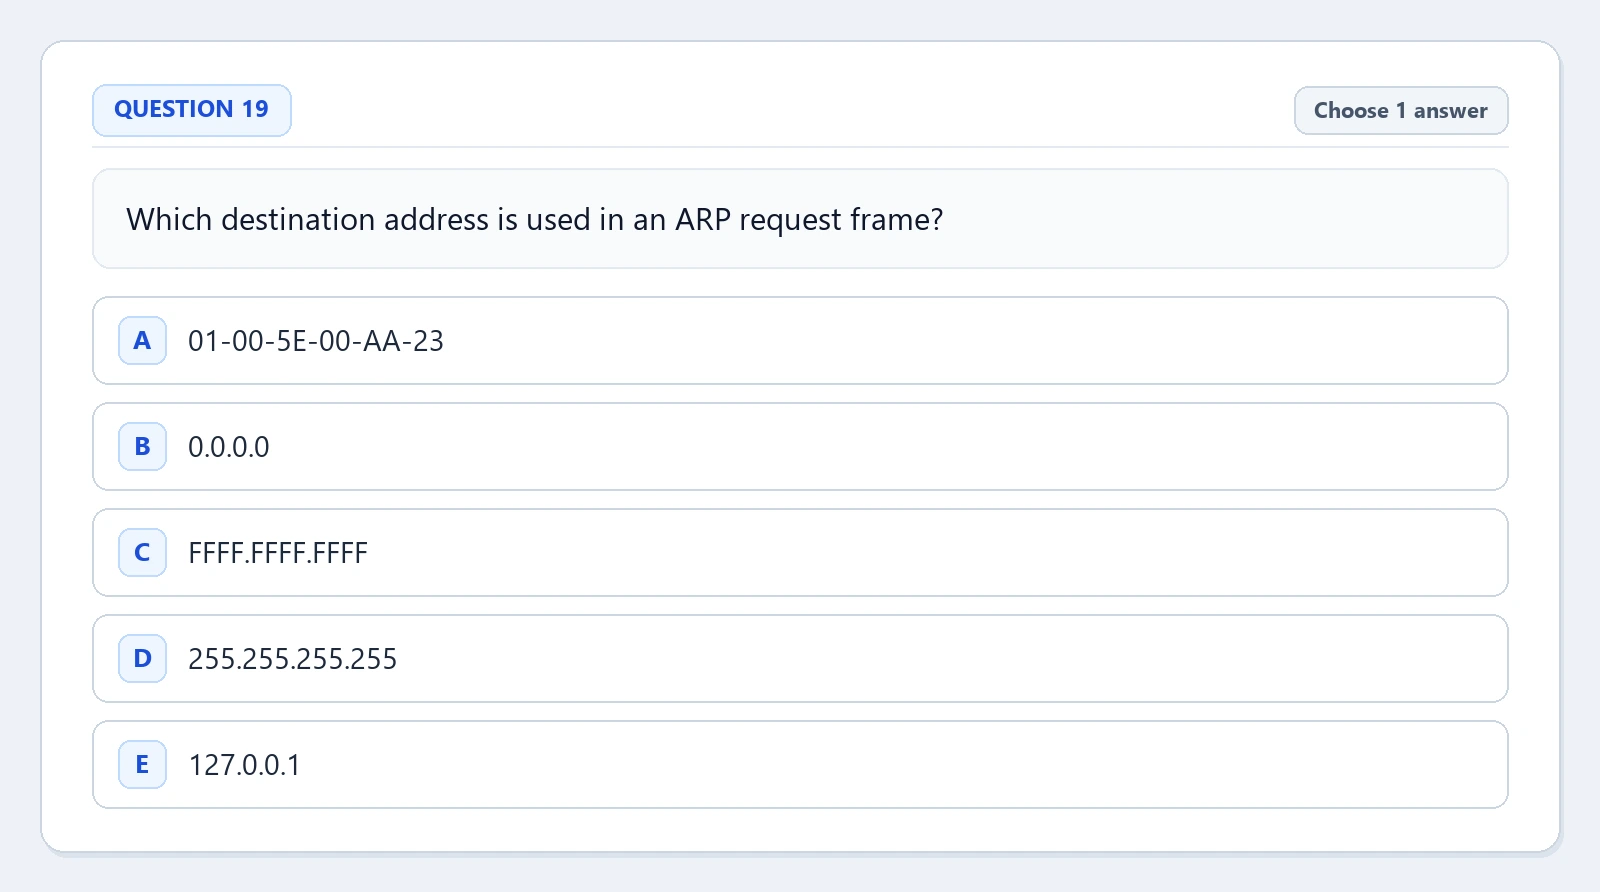 QUESTION 19
Choose 1 answer
Which destination address is used in an ARP request frame?
A 01-00-5E-00-AA-23
B 0.0.0.0
C FFFF.FFFF.FFFF
D 255.255.255.255
E 127.0.0.1